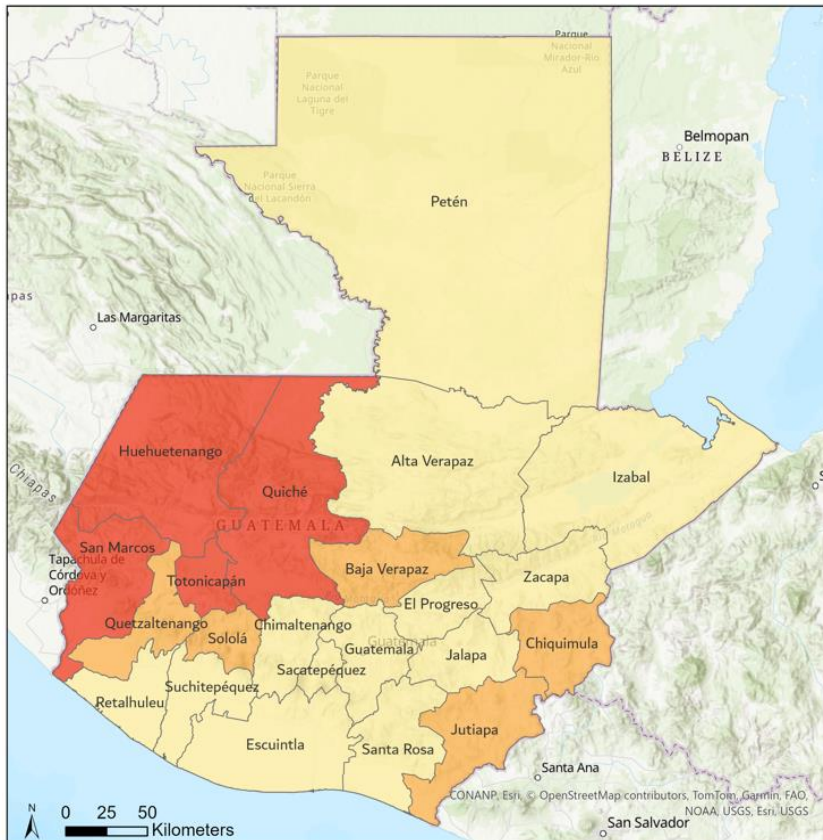 Parque
Nacional
Mirador-Río
Azul
Parque
Nacional
Laguna del
Tigre
Belmopan
BELIZE
Parque
Nacional Sierra
del Lacandón
Petén
apas
Las Margaritas
Huehuetenango
Alta Verapaz
Izabal
Chiapas
Quiché
GUATEMALA
San Marcos
Tapachula de
Córdova y
Ordóñez
Totonicapán
Baja Verapaz
Zacapa
El Progreso
Quetzaltenango
Chimaltenango
Sololá
Guatemala
Guatemala
Chiquimula
Jalapa
Sacatepéquez
Suchitepéquez
Retalhuleu
Jutiapa
Escuintla
Santa Rosa
Santa Ana
CONANP, Esri, © OpenStreetMap contributors, TomTom, Garmin, FAO,
NOAA, USGS, Esri, USGS
N
0 25 50
Kilometers
San Salvador